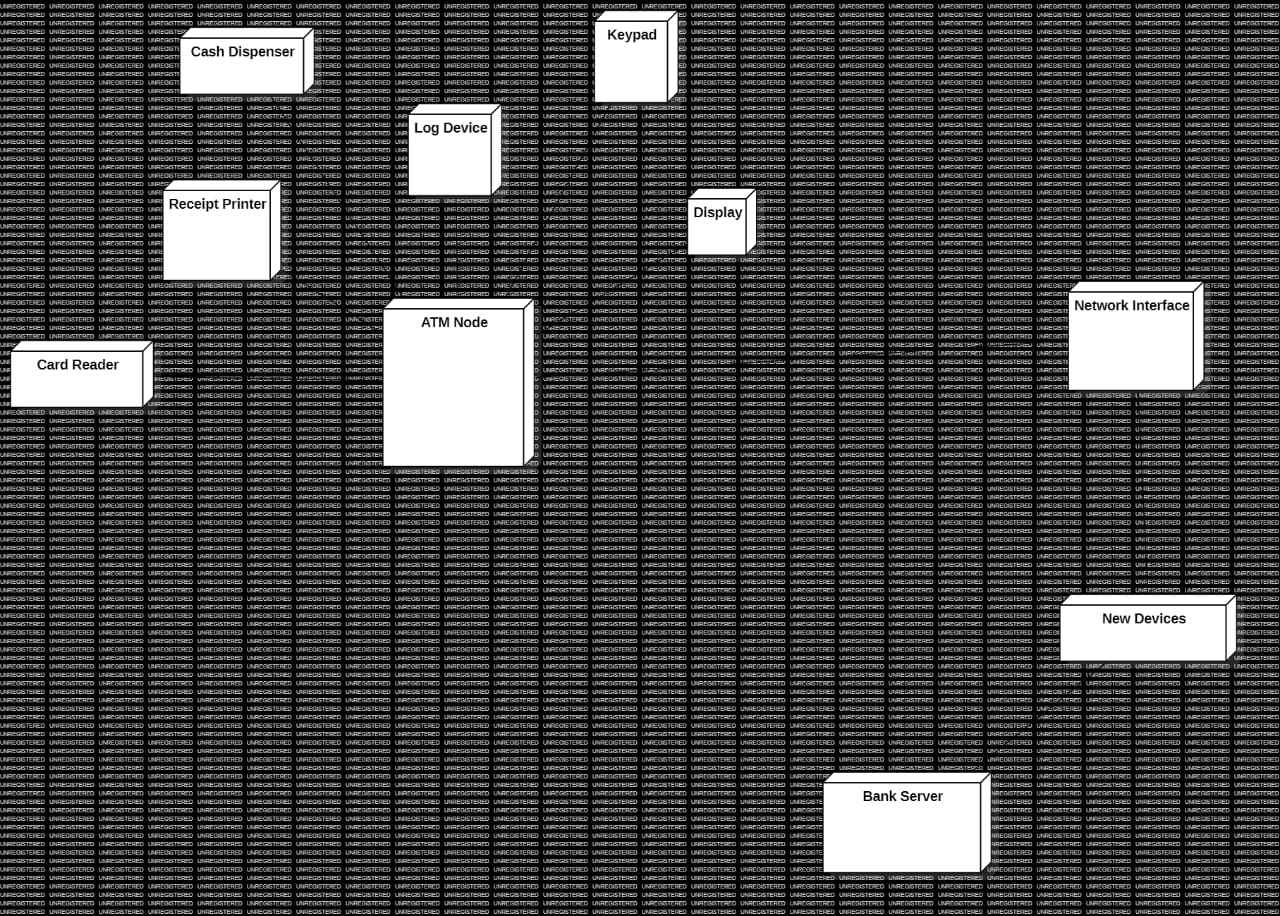 Keypad
Cash Dispenser
Log Device
Receipt Printer
Display
Network Interface
ATM Node
Card Reader
New Devices
Bank Server
UNREGISTERED